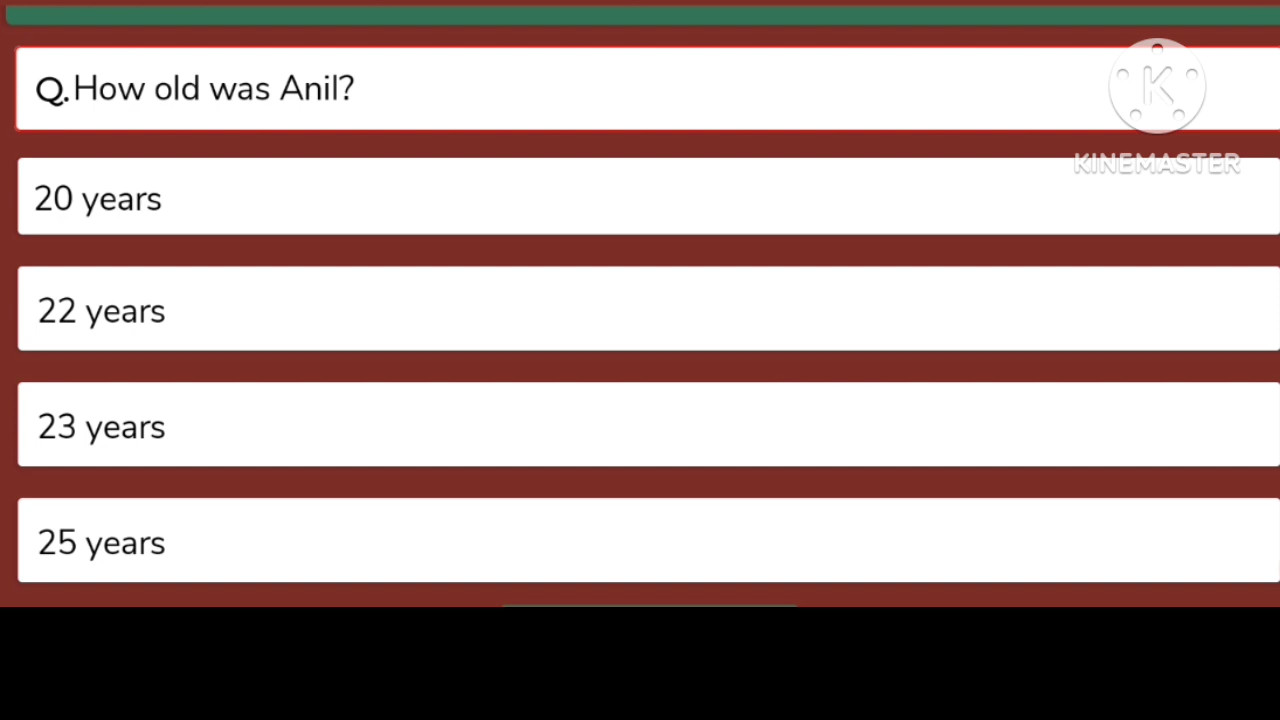 Q.How old was Anil?
K
KINEMASTER
20 years
22 years
23 years
25 years